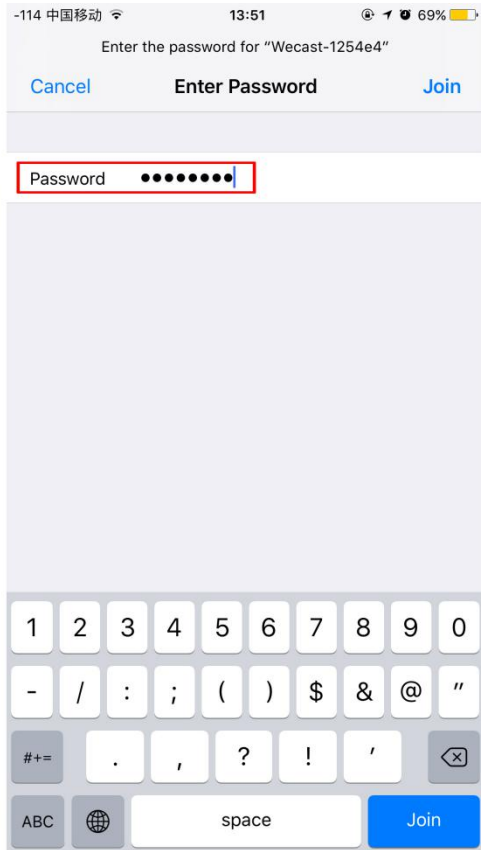 -114 中国移动 13:51 69%
Enter the password for “Wecast-1254e4”
Cancel Enter Password Join
Password ●●●●●●●●
1 2 3 4 5 6 7 8 9 0
- / : ; ( ) $ & @ "
#+= . , ? ! '
ABC space Join